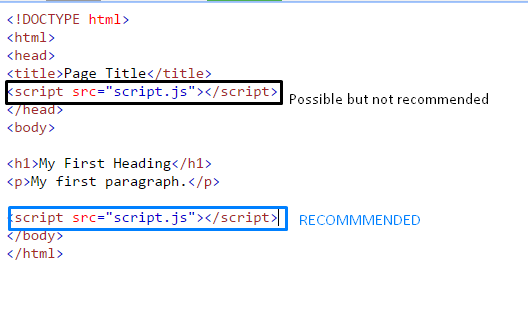 <!DOCTYPE html>
<html>
<head>
<title>Page Title</title>
<script src="script.js"></script> Possible but not recommended
</head>
<body>
<h1>My First Heading</h1>
<p>My first paragraph.</p>
<script src="script.js"></script> RECOMMMENDED
</body>
</html>